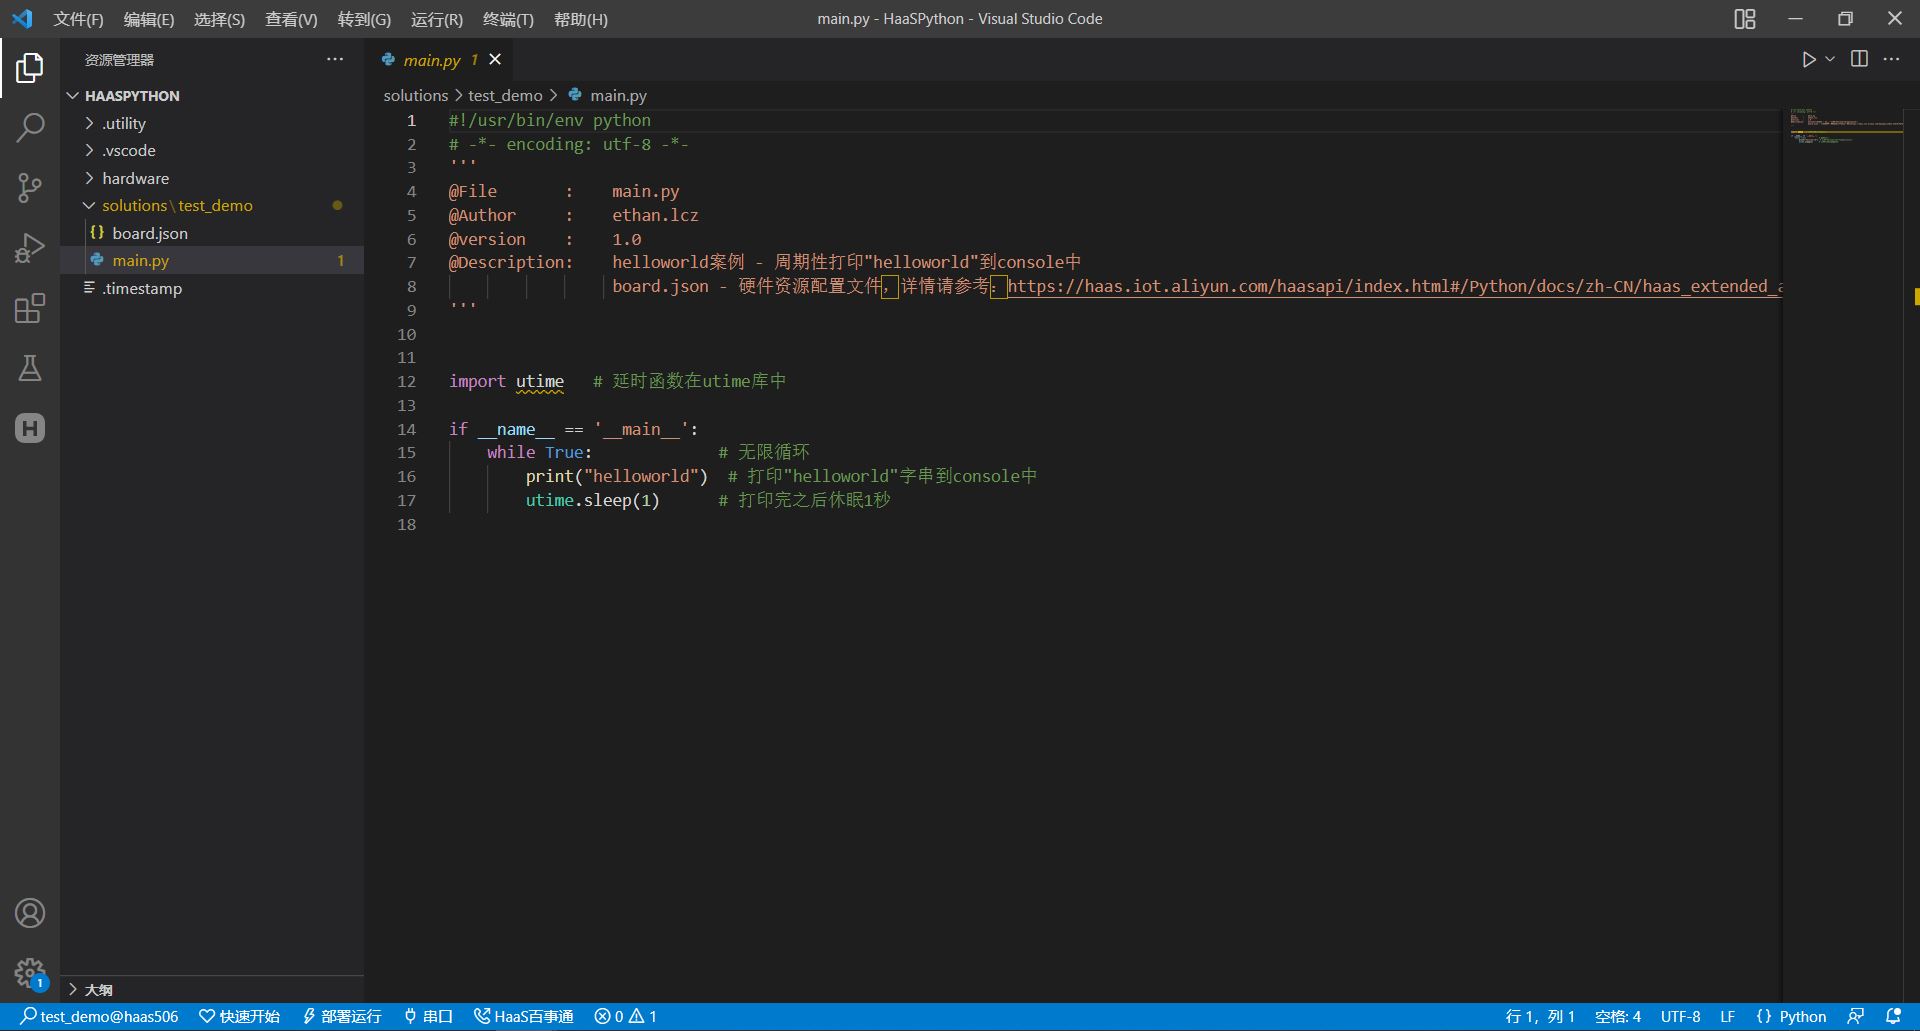 文件(F) 编辑(E) 选择(S) 查看(V) 转到(G) 运行(R) 终端(T) 帮助(H)
main.py - HaaSPython - Visual Studio Code
资源管理器
HAASPYTHON
.utility
.vscode
hardware
solutions\test_demo
board.json
main.py 1
.timestamp
大纲
main.py 1
solutions > test_demo > main.py
1 #!/usr/bin/env python
2 # -*- encoding: utf-8 -*-
3 '''
4 @File       :    main.py
5 @Author     :    ethan.lcz
6 @version    :    1.0
7 @Description:    helloworld案例 - 周期性打印"helloworld"到console中
8                  board.json - 硬件资源配置文件，详情请参考：https://haas.iot.aliyun.com/haasapi/index.html#/Python/docs/zh-CN/haas_extended_a
9 '''
10
11
12 import utime   # 延时函数在utime库中
13
14 if __name__ == '__main__':
15     while True:             # 无限循环
16         print("helloworld")  # 打印"helloworld"字串到console中
17         utime.sleep(1)      # 打印完之后休眠1秒
18
H
1
test_demo@haas506 快速开始 部署运行 串口 HaaS百事通 0 1
行 1，列 1 空格: 4 UTF-8 LF {} Python